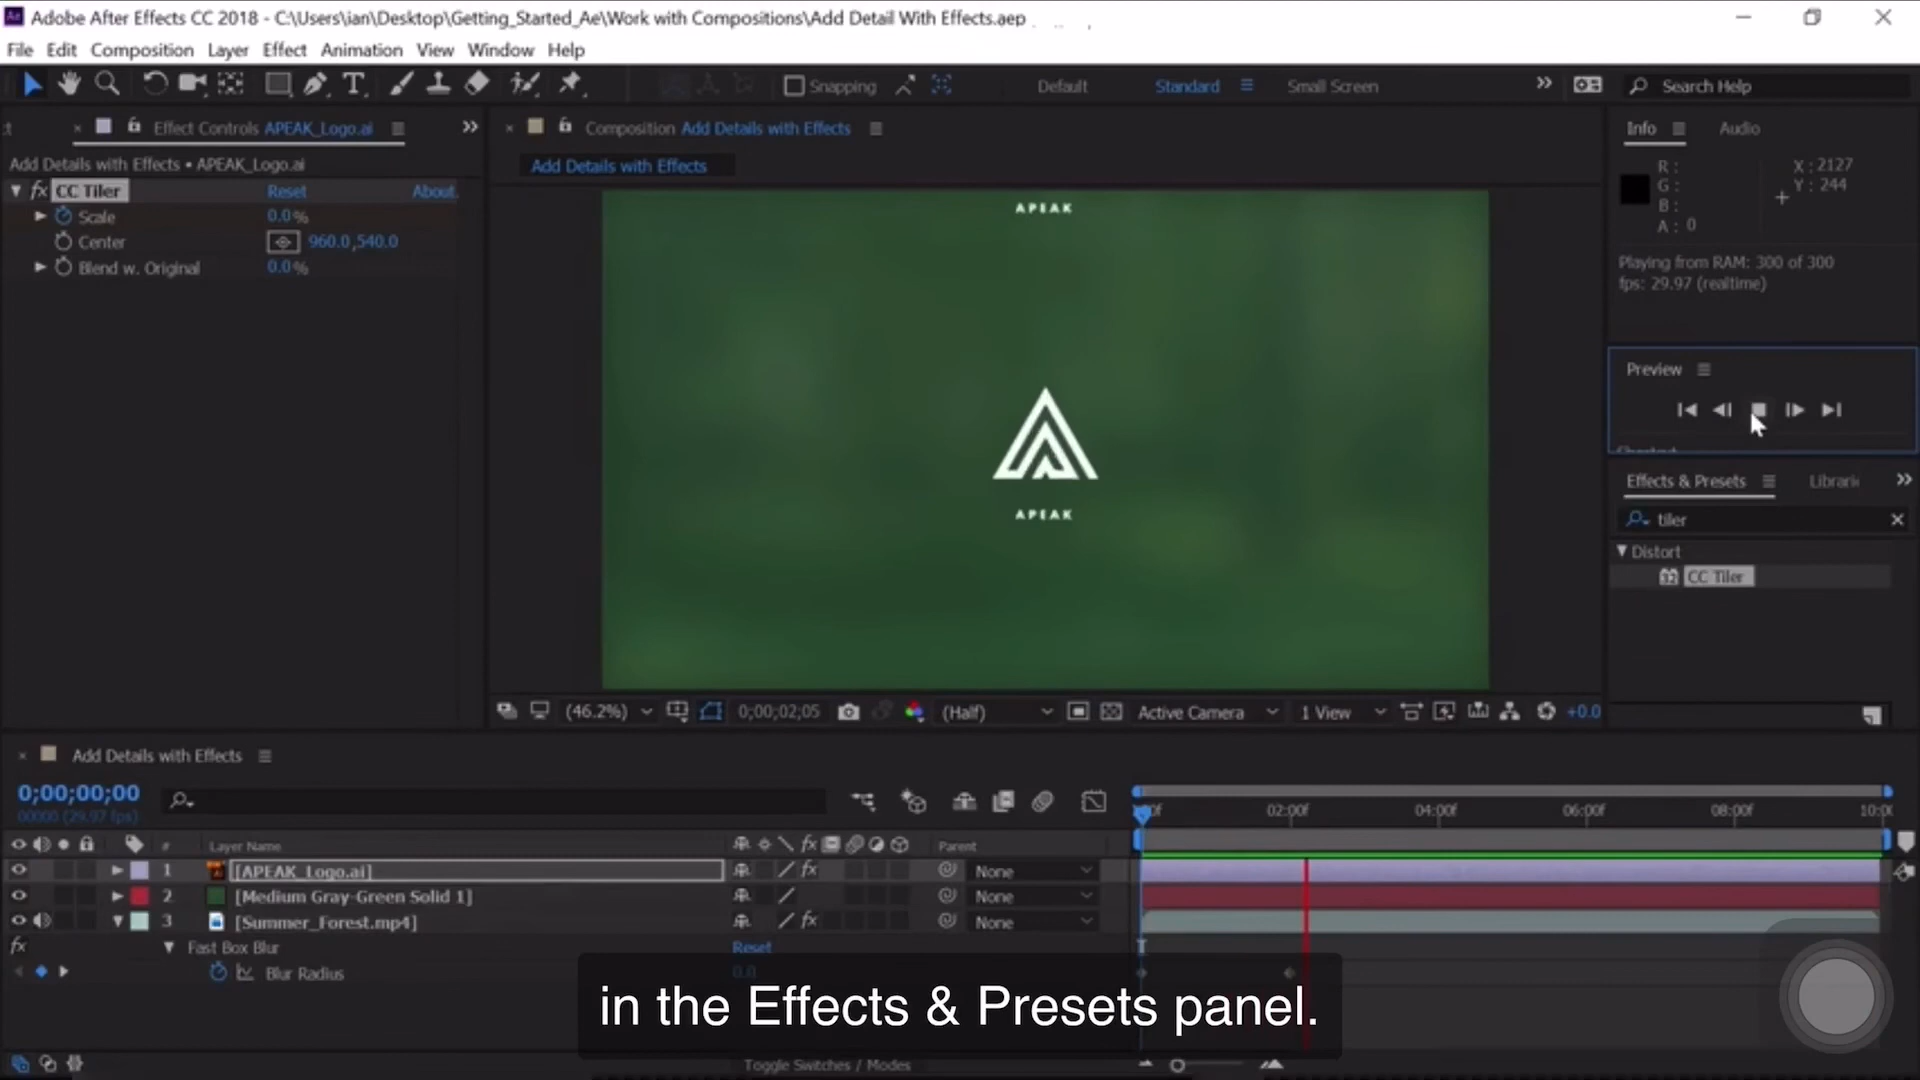 Adobe After Effects CC 2018 - C:\Users\ian\Desktop\Getting_Started_Ae\Work with Compositions\Add Detail With Effects.aep
File Edit Composition Layer Effect Animation View Window Help
Snapping Default Standard Small Screen Search Help
Effect Controls APEAK_Logo.ai
Composition Add Details with Effects
Info Audio
Add Details with Effects • APEAK_Logo.ai
Add Details with Effects
fx CC Tiler Reset About.
Scale 0.0%
Center 960.0,540.0
Blend w. Original 0.0%
APEAK
APEAK
R :
G :
B :
A : 0
X : 2127
Y : 244
Playing from RAM: 300 of 300
fps: 29.97 (realtime)
Preview
Effects & Presets
tiler
Distort
CC Tiler
(46.2%) 0;00;02;05 (Half) Active Camera 1 View +0.0
Add Details with Effects
0;00;00;00
00000 (29.97 fps)
02:00f 04:00f 06:00f 08:00f
# Layer Name fx Parent
1 [APEAK_Logo.ai] fx None
2 [Medium Gray-Green Solid 1] None
3 [Summer_Forest.mp4] fx None
fx Fast Box Blur Reset
Blur Radius 0.0
in the Effects & Presets panel.
Toggle Switches / Modes